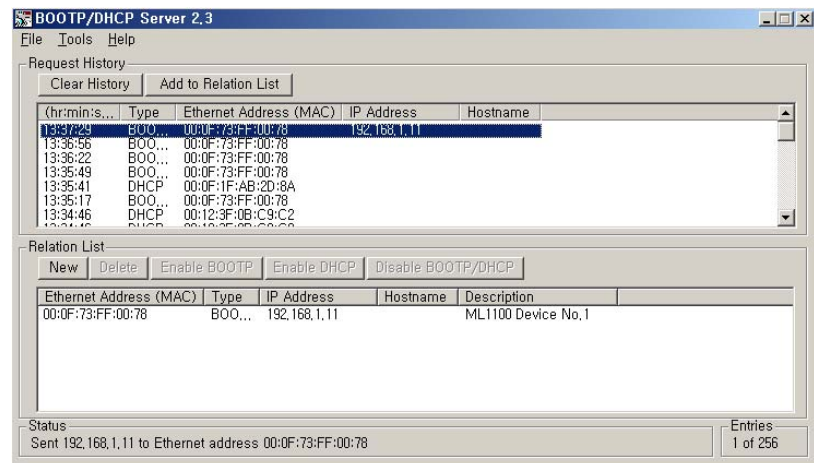 BOOTP/DHCP Server 2,3
File Tools Help
Request History
Clear History Add to Relation List
(hr:min:s... Type Ethernet Address (MAC) IP Address Hostname
13:37:29 BOO... 00:0F:73:FF:00:78 192,168,1,11
13:36:56 BOO... 00:0F:73:FF:00:78
13:36:22 BOO... 00:0F:73:FF:00:78
13:35:49 BOO... 00:0F:73:FF:00:78
13:35:41 DHCP 00:0F:1F:AB:2D:8A
13:35:17 BOO... 00:0F:73:FF:00:78
13:34:46 DHCP 00:12:3F:0B:C9:C2
Relation List
New Delete Enable BOOTP Enable DHCP Disable BOOTP/DHCP
Ethernet Address (MAC) Type IP Address Hostname Description
00:0F:73:FF:00:78 BOO... 192,168,1,11 ML1100 Device No,1
Status
Sent 192,168,1,11 to Ethernet address 00:0F:73:FF:00:78
Entries
1 of 256